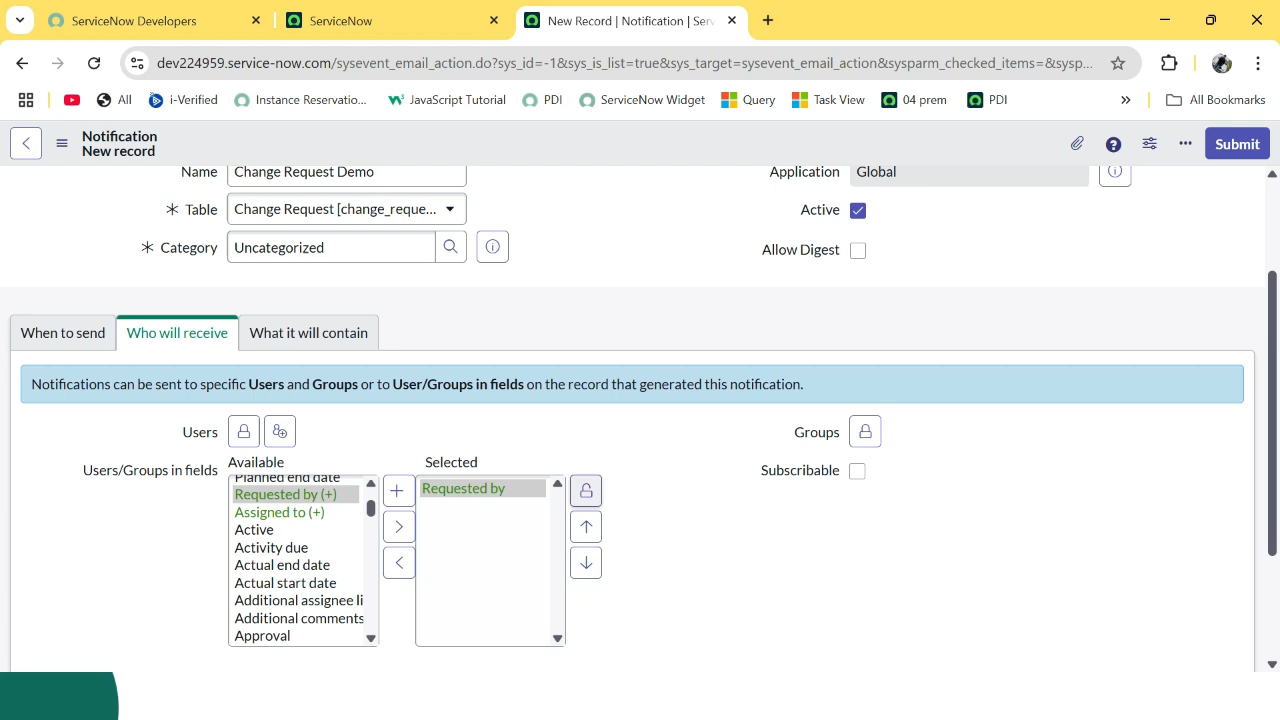 ServiceNow Developers
ServiceNow
New Record | Notification | Serv
dev224959.service-now.com/sysevent_email_action.do?sys_id=-1&sys_is_list=true&sys_target=sysevent_email_action&sysparm_checked_items=&sysp...
All
i-Verified
Instance Reservatio...
JavaScript Tutorial
PDI
ServiceNow Widget
Query
Task View
04 prem
PDI
All Bookmarks
Notification
New record
Submit
Name
Change Request Demo
Application
Global
Table
Change Request [change_reque...
Active
Category
Uncategorized
Allow Digest
When to send
Who will receive
What it will contain
Notifications can be sent to specific Users and Groups or to User/Groups in fields on the record that generated this notification.
Users
Groups
Users/Groups in fields
Available
Selected
Subscribable
Planned end date
Requested by (+)
Assigned to (+)
Active
Activity due
Actual end date
Actual start date
Additional assignee li
Additional comments
Approval
Requested by